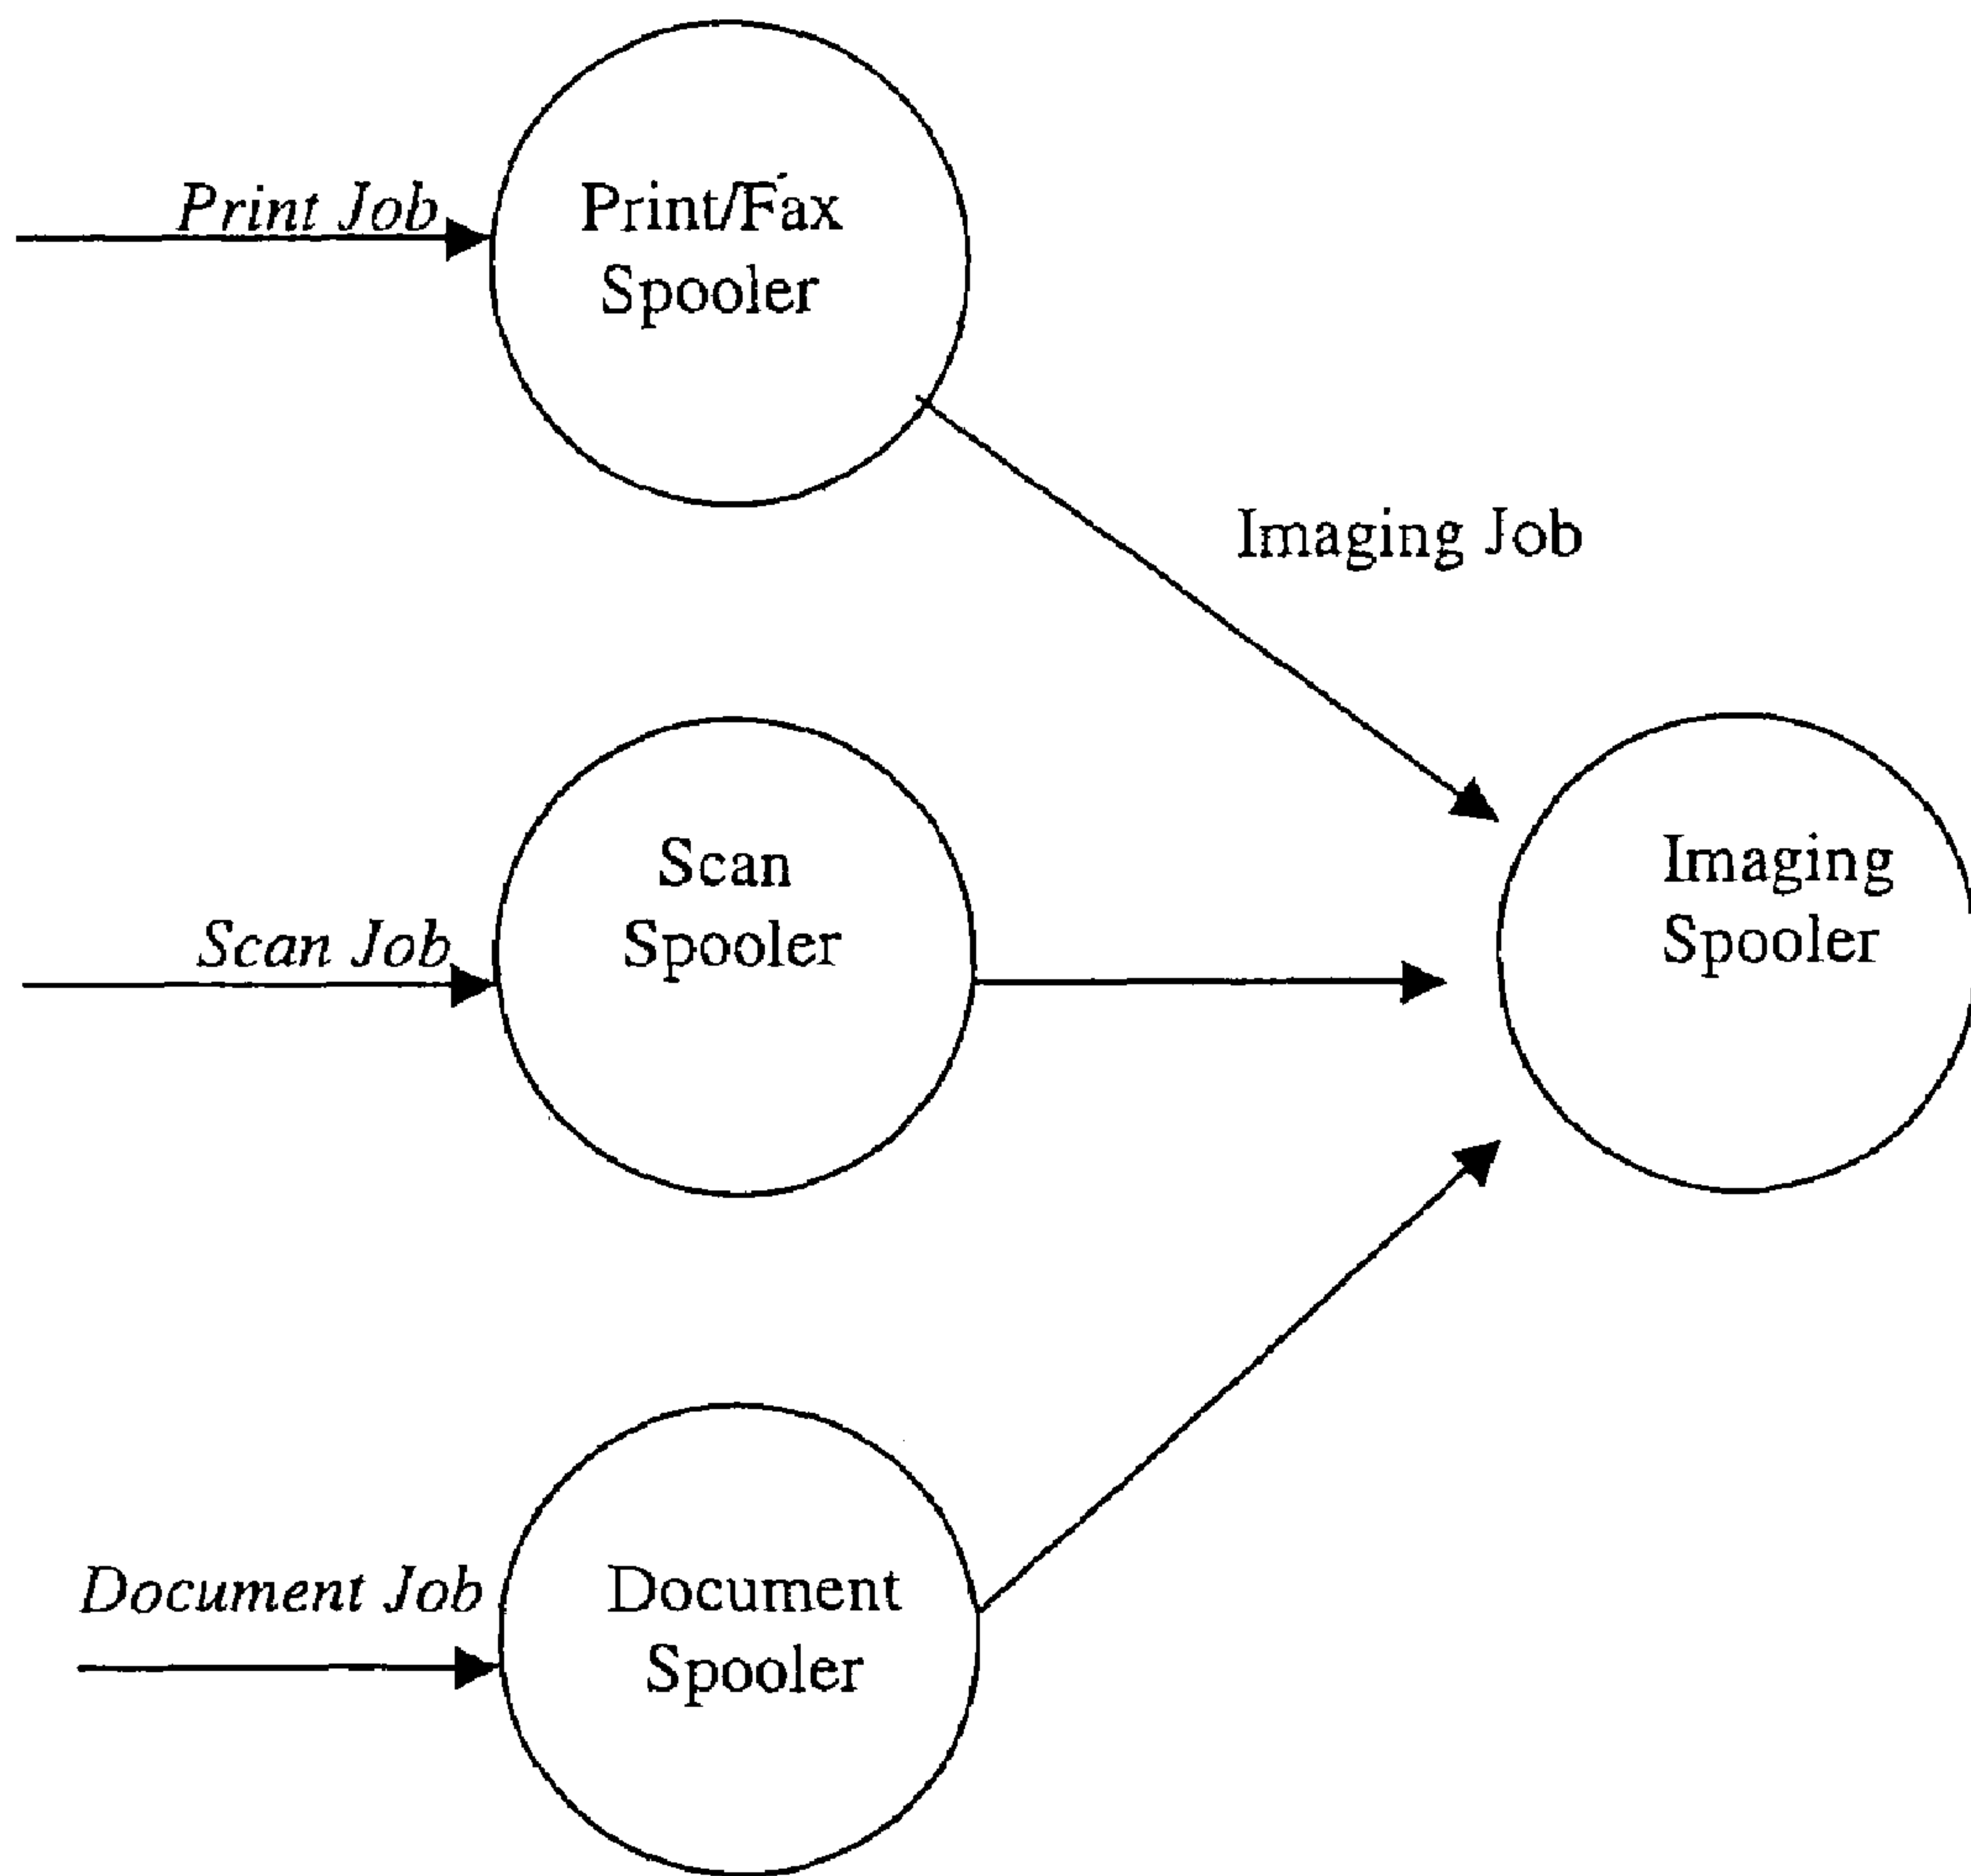 Print Job
Print/Fax
Spooler
Imaging Job
Scan Job
Scan
Spooler
Imaging
Spooler
Document Job
Document
Spooler